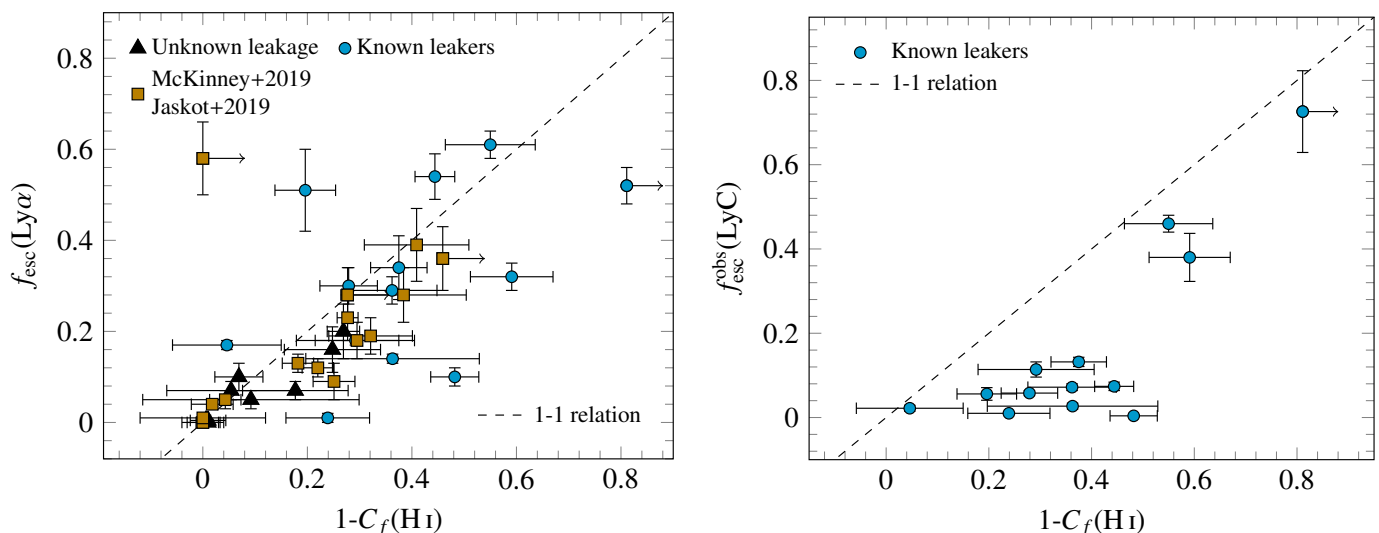 Unknown leakage
Known leakers
McKinney+2019
Jaskot+2019
1-1 relation
0
0.2
0.4
0.6
0.8
0
0.2
0.4
0.6
0.8
1-C_f(H I)
f_esc(Lyα)
Known leakers
1-1 relation
0
0.2
0.4
0.6
0.8
0
0.2
0.4
0.6
0.8
1-C_f(H I)
f_esc^obs(LyC)